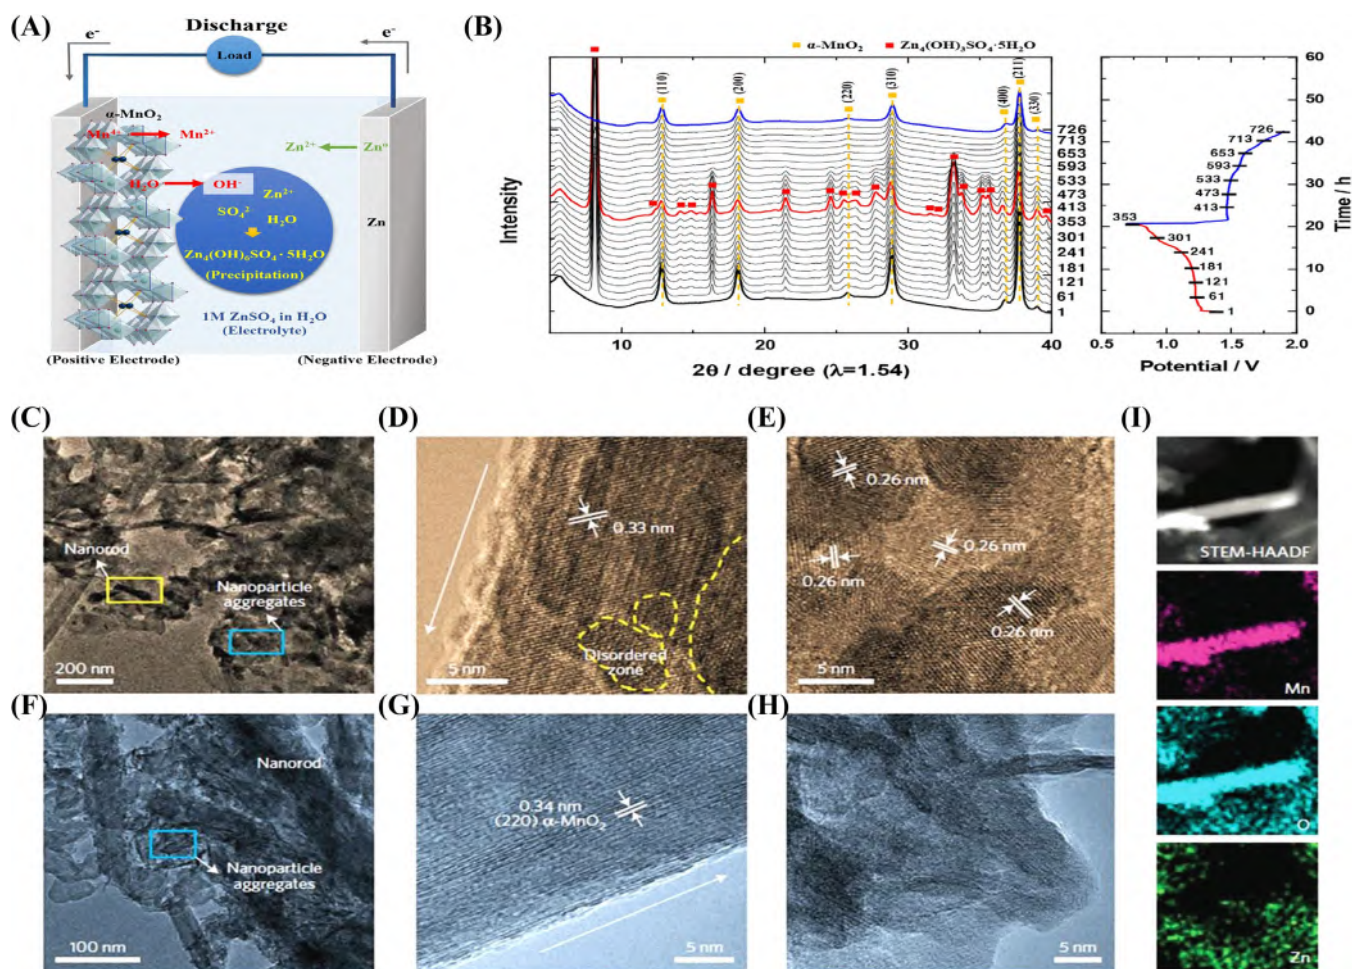 (A)
Discharge
e⁻
e⁻
Load
α-MnO₂
Mn⁴⁺
Mn²⁺
Zn²⁺
Zn⁰
H₂O
OH⁻
Zn²⁺
SO₄²⁻
H₂O
Zn₄(OH)₆SO₄ · 5H₂O
(Precipitation)
Zn
1M ZnSO₄ in H₂O
(Electrolyte)
(Positive Electrode)
(Negative Electrode)
(B)
α-MnO₂
Zn₄(OH)₃SO₄·5H₂O
(110)
(200)
(220)
(310)
(400)
(211)
(330)
Intensity
726
713
653
593
533
473
413
353
301
241
181
121
61
1
10
15
20
25
30
35
40
2θ / degree (λ=1.54)
726
713
653
593
533
473
413
353
301
241
181
121
61
1
60
50
40
30
20
10
0
Time / h
0.5
1.0
1.5
2.0
Potential / V
(C)
Nanorod
Nanoparticle
aggregates
200 nm
(D)
0.33 nm
Disordered
zone
5 nm
(E)
0.26 nm
0.26 nm
0.26 nm
0.26 nm
5 nm
(I)
STEM-HAADF
Mn
O
Zn
(F)
Nanorod
Nanoparticle
aggregates
100 nm
(G)
0.34 nm
(220) α-MnO₂
5 nm
(H)
5 nm